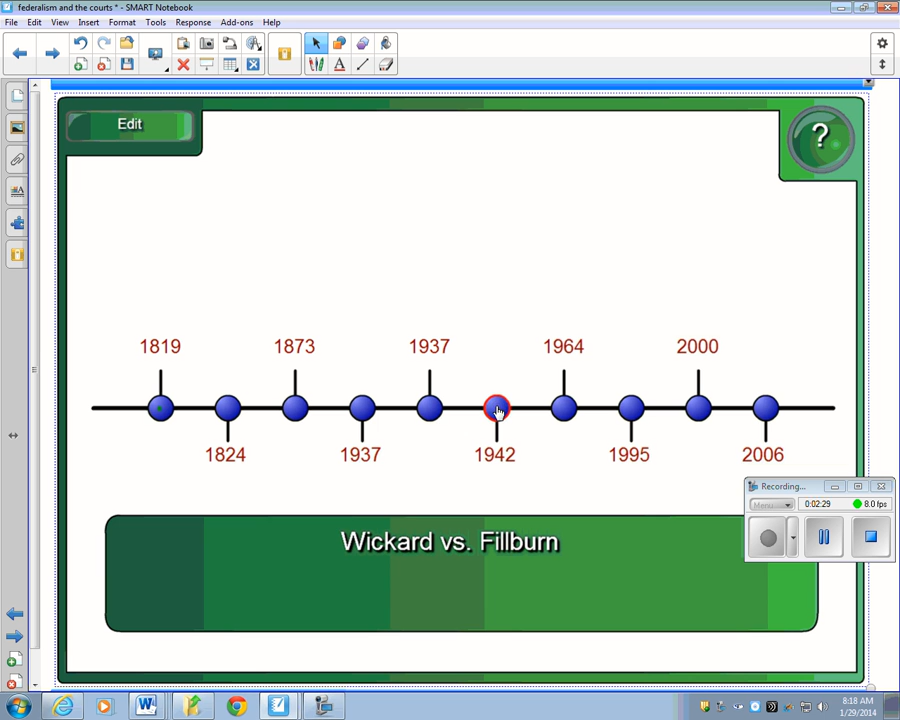 federalism and the courts * - SMART Notebook
File Edit View Insert Format Tools Response Add-ons Help
Edit
?
1819 1873 1937 1964 2000
1824 1937 1942 1995 2006
Recording...
Menu 0:02:29 8.0 fps
Wickard vs. Fillburn
8:18 AM
1/29/2014